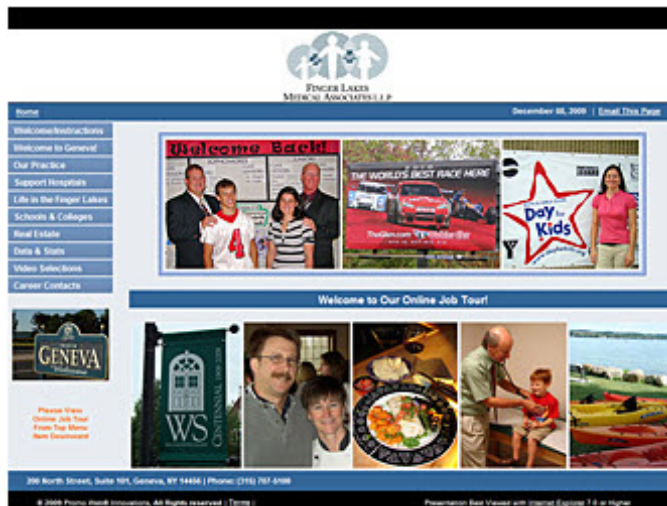 FINGER LAKES
MEDICAL ASSOCIATES LLP
Home
December 08, 2009 | Email This Page
Welcome/Instructions
Welcome to Geneva!
Our Practice
Support Hospitals
Life in the Finger Lakes
Schools & Colleges
Real Estate
Data & Stats
Video Selections
Career Contacts
Welcome Back!
4
THE WORLD'S BEST RACE HERE
TheGlen.com
Day for
Kids
Welcome to Our Online Job Tour!
GENEVA
WS
CENTENNIAL
Please View
Online Job Tour
From Top Menu
Item Downward
200 North Street, Suite 101, Geneva, NY 14456 | Phone: (315) 787-5100
© 2009 Promo Web® Innovations, All Rights reserved | Terms |
Presentation Best Viewed with Internet Explorer 7.0 or Higher